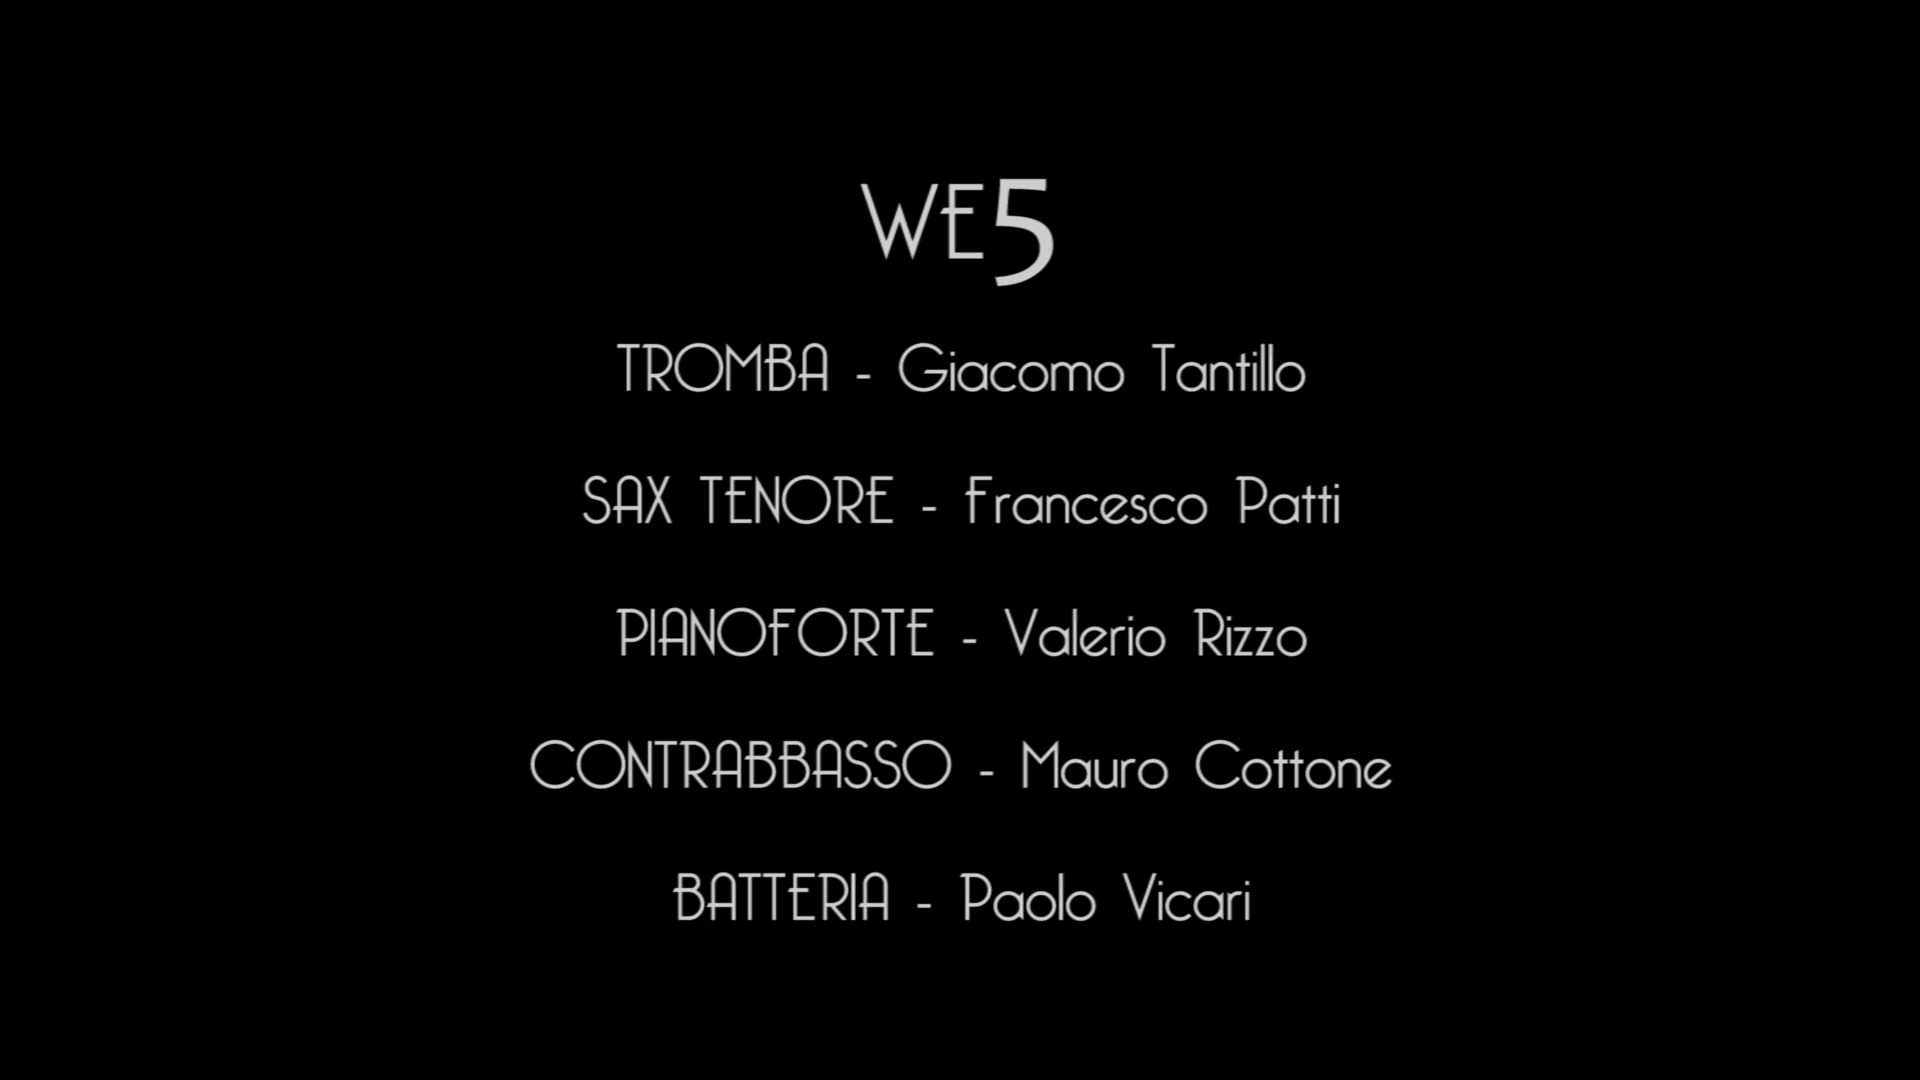 WE5
TROMBA - Giacomo Tantillo
SAX TENORE - Francesco Patti
PIANOFORTE - Valerio Rizzo
CONTRABBASSO - Mauro Cottone
BATTERIA - Paolo Vicari